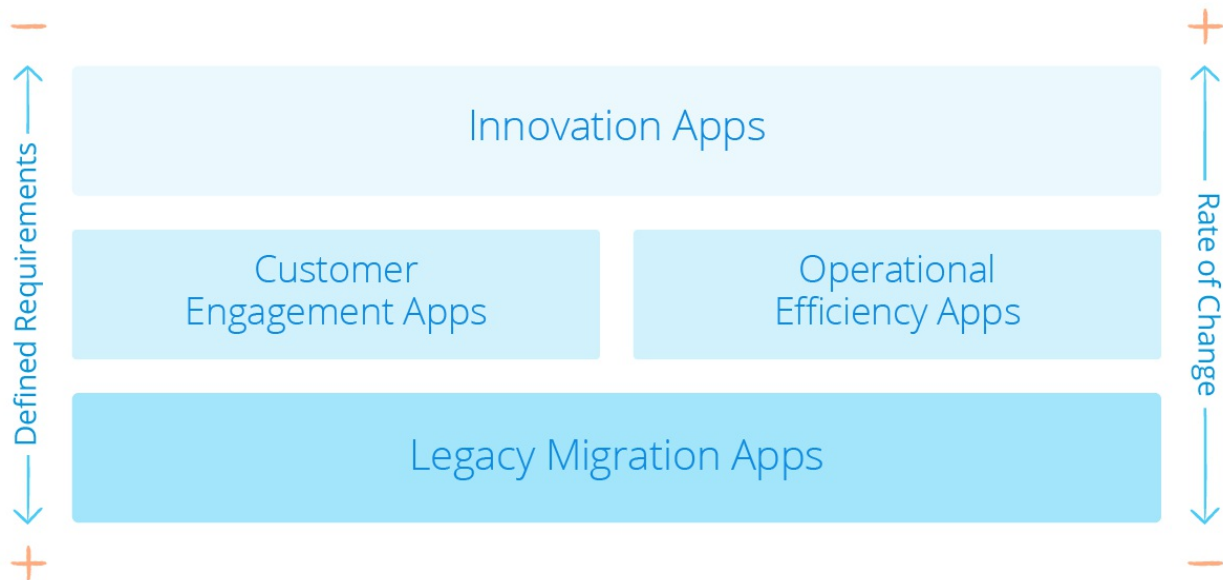 − +
Innovation Apps
Defined Requirements
Customer
Engagement Apps
Operational
Efficiency Apps
Rate of Change
Legacy Migration Apps
+ −